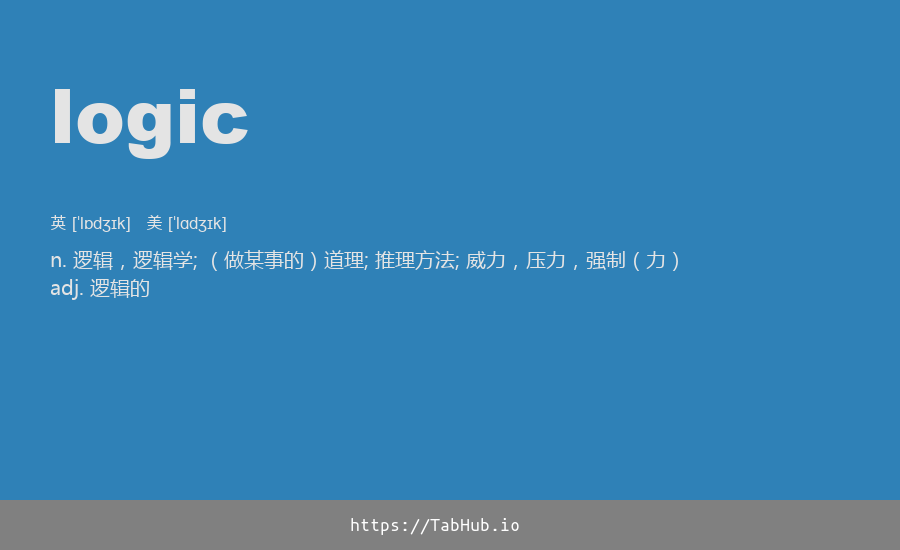 logic
英 [ˈlɒdʒɪk] 美 [ˈlɑdʒɪk]
n. 逻辑，逻辑学; （做某事的）道理; 推理方法; 威力，压力，强制（力）
adj. 逻辑的
https://TabHub.io